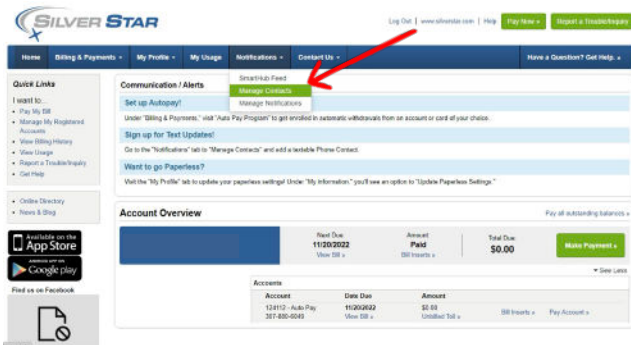 SILVER STAR
Log Out | www.silverstar.com | Help
Pay Now
Report a Trouble/Inquiry
Home
Billing & Payments
My Profile
My Usage
Notifications
Contact Us
Have a Question? Get Help.
SmartHub Feed
Manage Contacts
Manage Notifications
Quick Links
I want to...
Pay My Bill
Manage My Registered
Accounts
View Billing History
View Usage
Report a Trouble/Inquiry
Get Help
Online Directory
News & Blog
Available on the
App Store
ANDROID APP ON
Google play
Find us on Facebook
Communication / Alerts
Set up Autopay!
Under "Billing & Payments," visit "Auto Pay Program" to get enrolled in automatic withdrawals from an account or card of your choice.
Sign up for Text Updates!
Go to the "Notifications" tab to "Manage Contacts" and add a textable Phone Contact.
Want to go Paperless?
Visit the "My Profile" tab to update your paperless settings! Under "My Information," you'll see an option to "Update Paperless Settings."
Account Overview
Pay all outstanding balances »
Next Due
11/20/2022
View Bill »
Amount
Paid
Bill Inserts »
Total Due
$0.00
Make Payment »
See Less
Accounts
Account Date Due Amount
124112 - Auto Pay 11/20/2022 $0.00 Bill Inserts » Pay Account »
View Bill » Unbilled Toll »